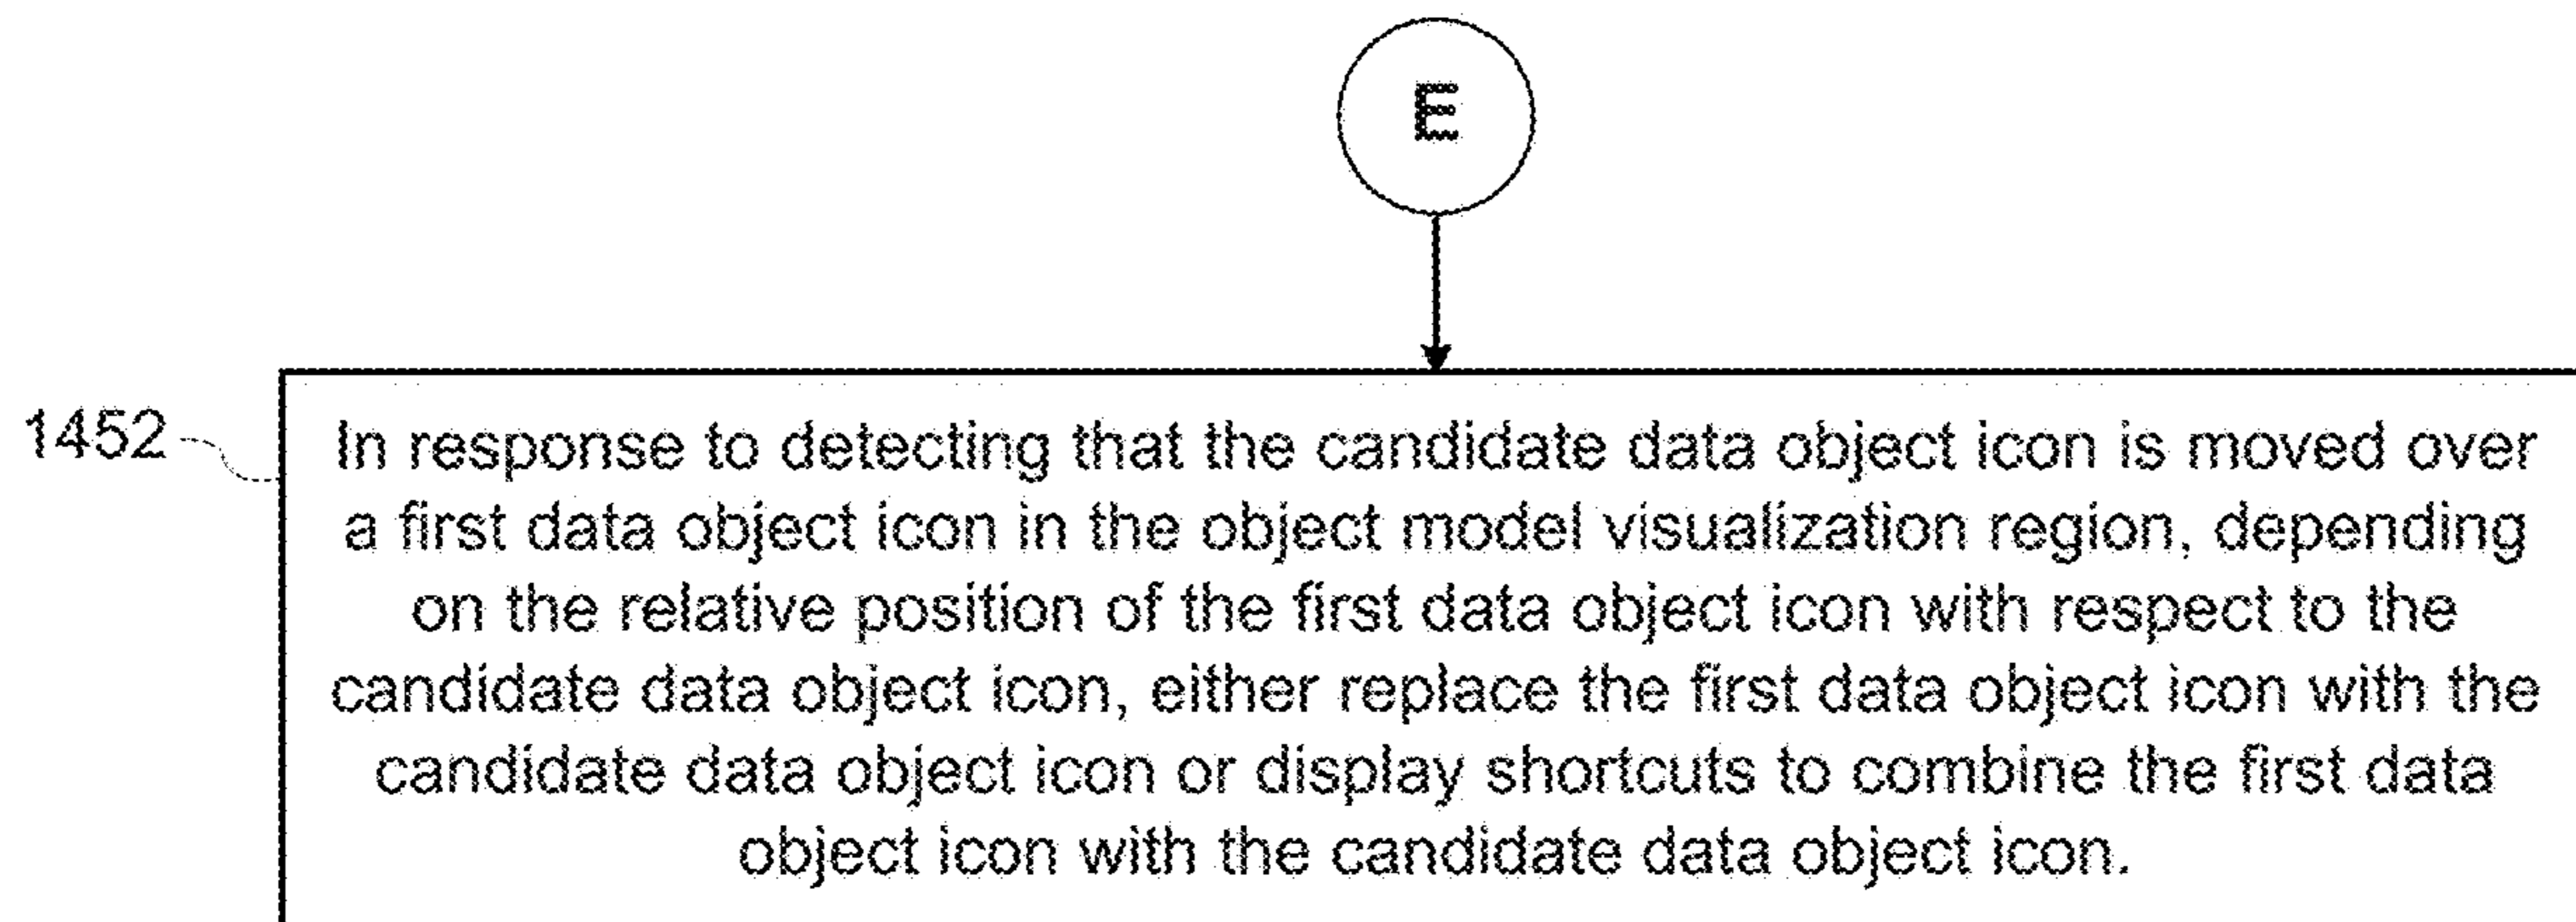 E
1452
In response to detecting that the candidate data object icon is moved over
a first data object icon in the object model visualization region, depending
on the relative position of the first data object icon with respect to the
candidate data object icon, either replace the first data object icon with the
candidate data object icon or display shortcuts to combine the first data
object icon with the candidate data object icon.